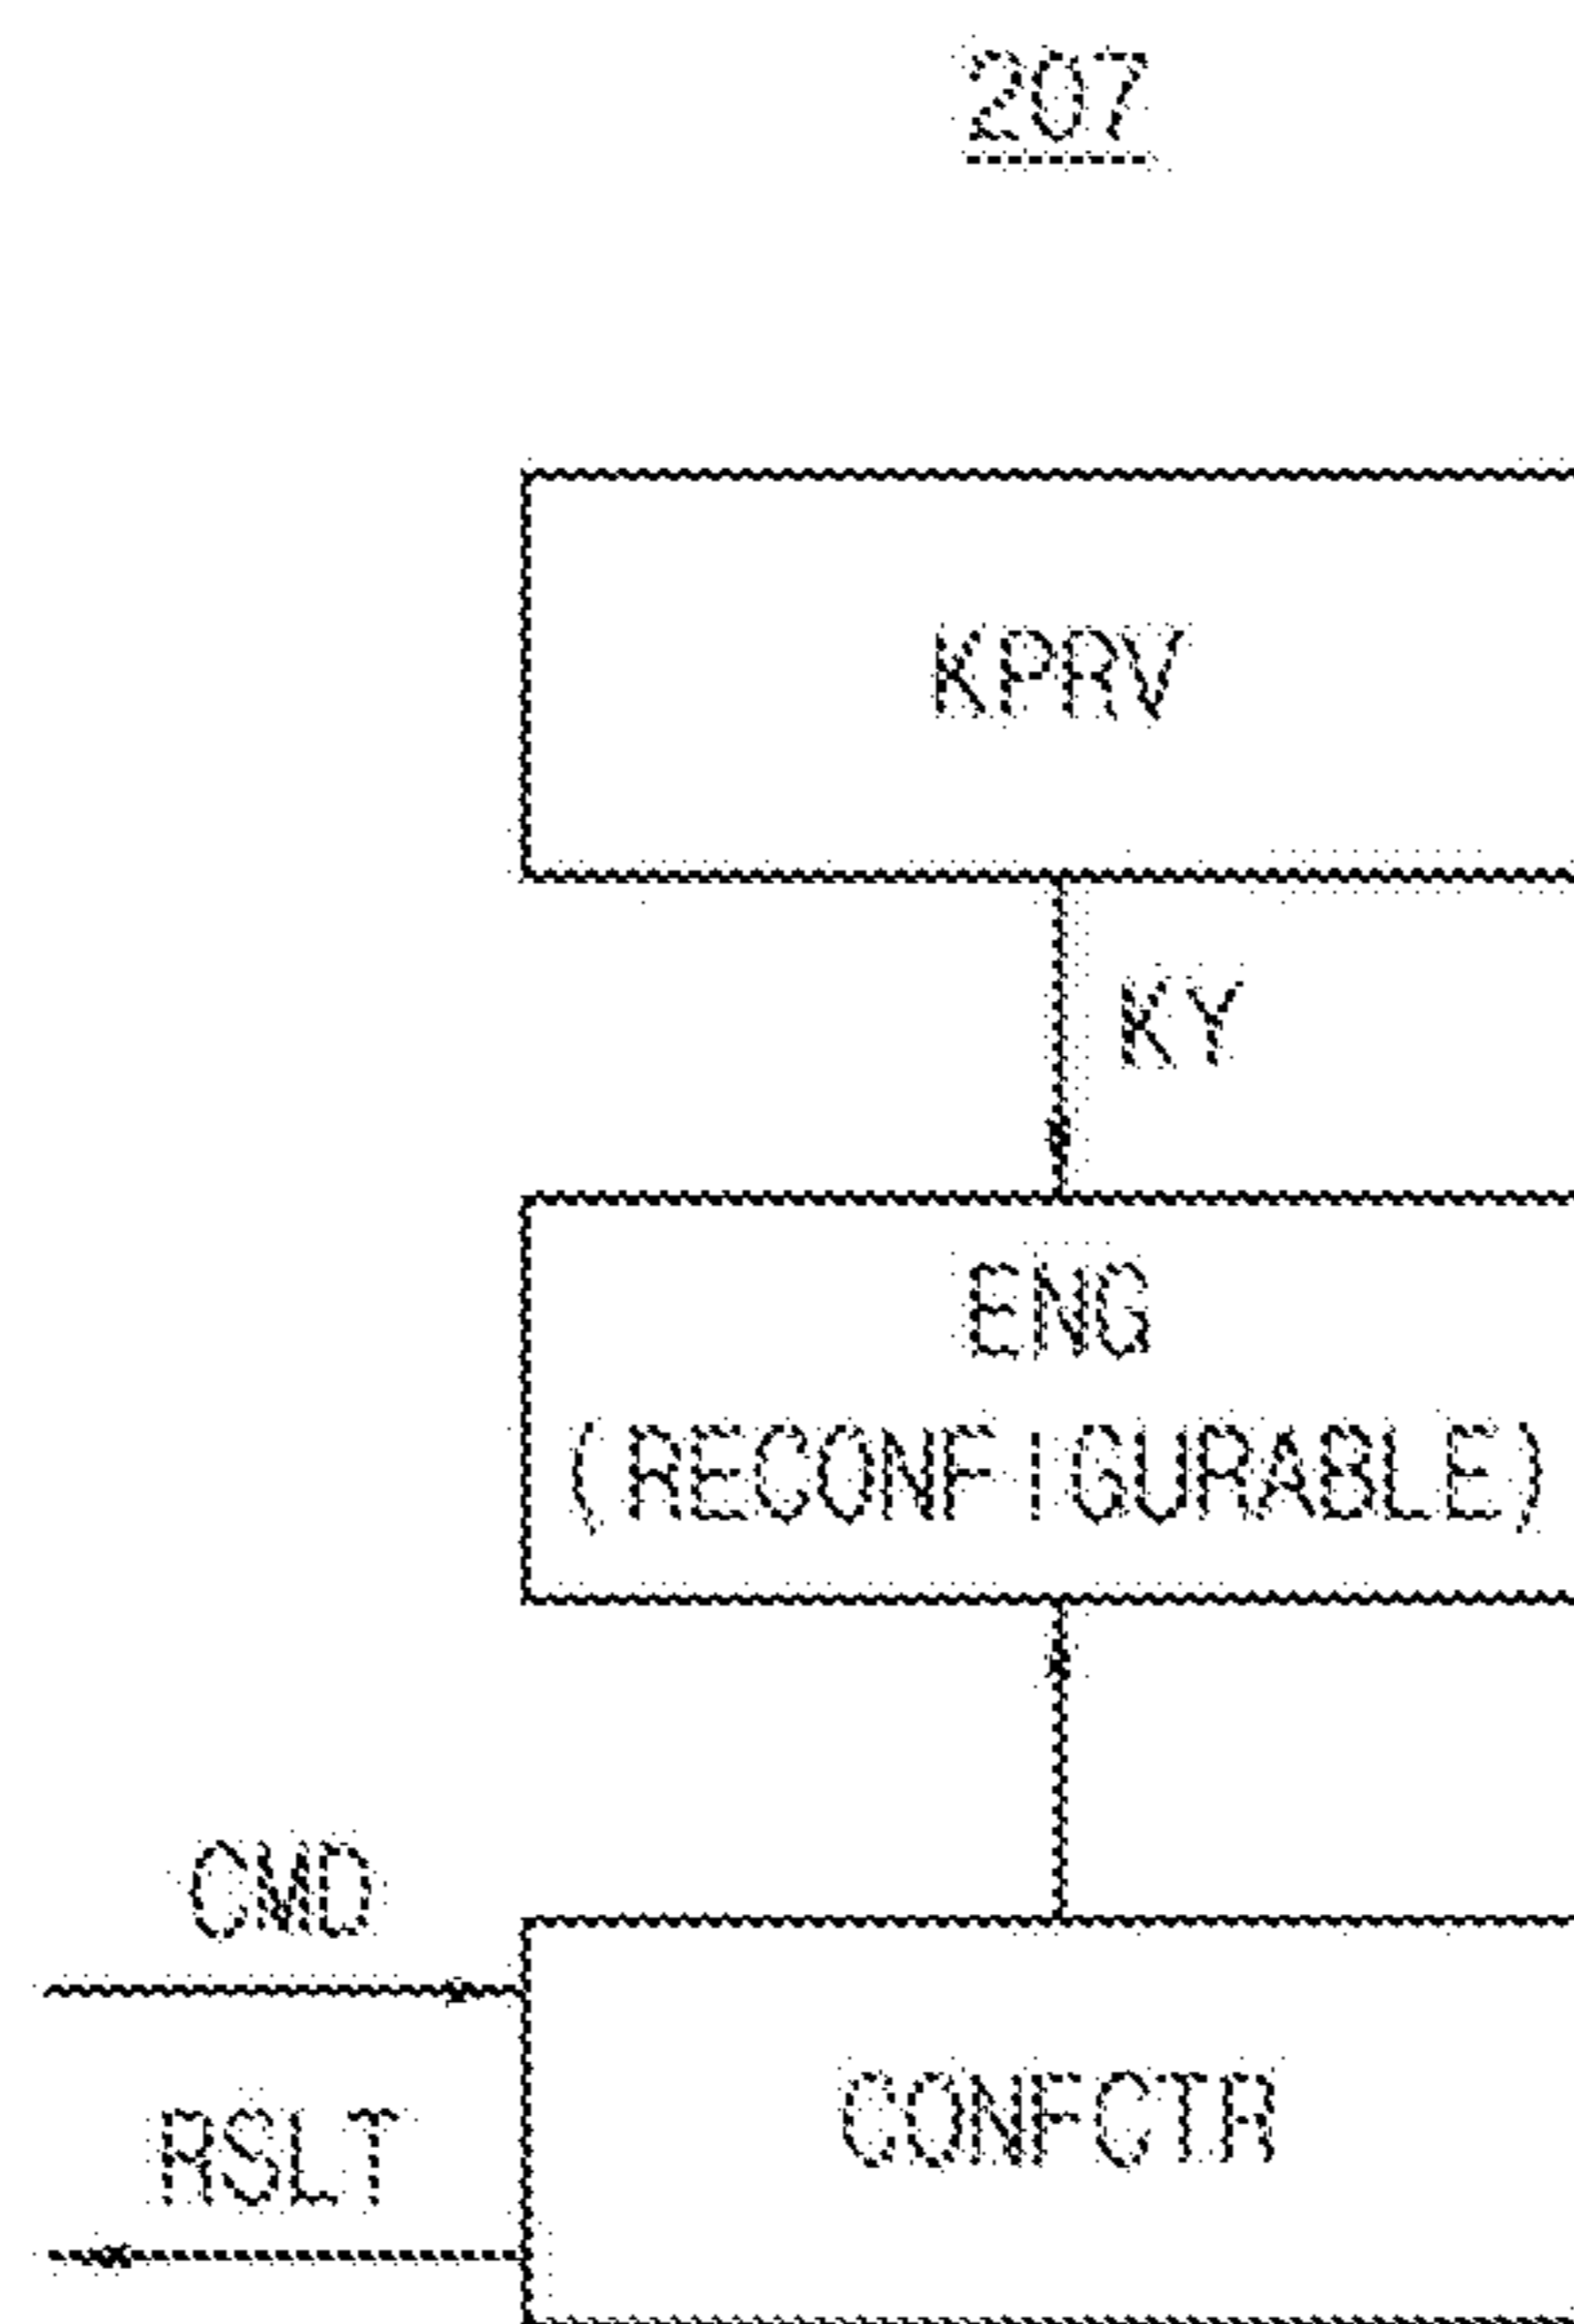 207
KPRV
KY
ENG
(RECONFIGURABLE)
CMD
CONFCTR
RSLT